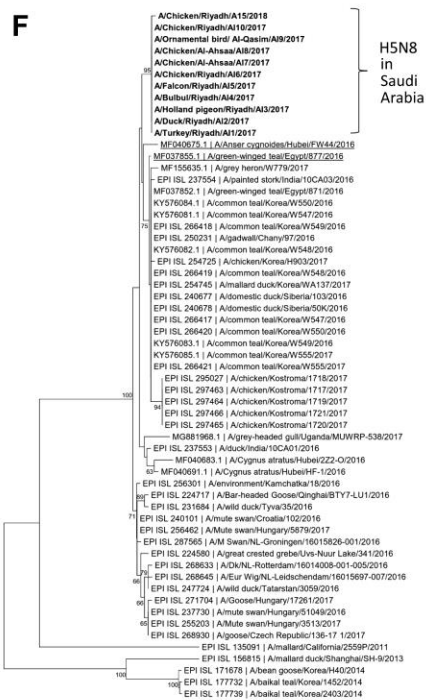 F
A/Chicken/Riyadh/A15/2018
A/Chicken/Riyadh/AI10/2017
A/Ornamental bird/ Al-Qasim/AI9/2017
A/Chicken/Al-Ahsaa/AI8/2017
A/Chicken/Al-Ahsaa/AI7/2017
A/Chicken/Riyadh/AI6/2017
A/Falcon/Riyadh/AI5/2017
A/Bulbul/Riyadh/AI4/2017
A/Holland pigeon/Riyadh/AI3/2017
A/Duck/Riyadh/AI2/2017
A/Turkey/Riyadh/AI1/2017
H5N8
in
Saudi
Arabia
95
MF040675.1 | A/Anser cygnoides/Hubei/FW44/2016
MF037855.1 | A/green-winged teal/Egypt/877/2016
MF155635.1 | A/grey heron/W779/2017
EPI ISL 237554 | A/painted stork/India/10CA03/2016
MF037852.1 | A/green-winged teal/Egypt/871/2016
KY576084.1 | A/common teal/Korea/W550/2016
KY576081.1 | A/common teal/Korea/W547/2016
75
EPI ISL 266418 | A/common teal/Korea/W549/2016
EPI ISL 250231 | A/gadwall/Chany/97/2016
KY576082.1 | A/common teal/Korea/W548/2016
EPI ISL 254725 | A/chicken/Korea/H903/2017
EPI ISL 266419 | A/common teal/Korea/W548/2016
EPI ISL 254745 | A/mallard duck/Korea/WA137/2017
EPI ISL 240677 | A/domestic duck/Siberia/103/2016
EPI ISL 240678 | A/domestic duck/Siberia/50K/2016
EPI ISL 266417 | A/common teal/Korea/W547/2016
EPI ISL 266420 | A/common teal/Korea/W550/2016
KY576083.1 | A/common teal/Korea/W549/2016
KY576085.1 | A/common teal/Korea/W555/2017
EPI ISL 266421 | A/common teal/Korea/W555/2017
EPI ISL 295027 | A/chicken/Kostroma/1718/2017
EPI ISL 297463 | A/chicken/Kostroma/1717/2017
100
EPI ISL 297464 | A/chicken/Kostroma/1719/2017
94
EPI ISL 297466 | A/chicken/Kostroma/1721/2017
EPI ISL 297465 | A/chicken/Kostroma/1720/2017
MG881968.1 | A/grey-headed gull/Uganda/MUWRP-538/2017
EPI ISL 237553 | A/duck/India/10CA01/2016
MF040683.1 | A/Cygnus atratus/Hubei/2Z2-O/2016
63
MF040691.1 | A/Cygnus atratus/Hubei/HF-1/2016
EPI ISL 256301 | A/environment/Kamchatka/18/2016
89
EPI ISL 224717 | A/Bar-headed Goose/Qinghai/BTY7-LU1/2016
EPI ISL 231684 | A/wild duck/Tyva/35/2016
71
EPI ISL 240101 | A/mute swan/Croatia/102/2016
EPI ISL 256462 | A/Mute swan/Hungary/5879/2017
EPI ISL 287565 | A/M Swan/NL-Groningen/16015826-001/2016
EPI ISL 224580 | A/great crested grebe/Uvs-Nuur Lake/341/2016
EPI ISL 268633 | A/Dk/NL-Rotterdam/16014008-001-005/2016
79
66
EPI ISL 268645 | A/Eur Wig/NL-Leidschendam/16015697-007/2016
EPI ISL 247724 | A/wild duck/Tatarstan/3059/2016
66
EPI ISL 271704 | A/Goose/Hungary/17261/2017
EPI ISL 237730 | A/mute swan/Hungary/51049/2016
65
EPI ISL 255203 | A/Mute swan/Hungary/3513/2017
EPI ISL 268930 | A/goose/Czech Republic/136-17 1/2017
EPI ISL 135091 | A/mallard/California/2559P/2011
EPI ISL 156815 | A/mallard duck/Shanghai/SH-9/2013
100
EPI ISL 171678 | A/bean goose/Korea/H40/2014
EPI ISL 177732 | A/baikal teal/Korea/1452/2014
100
EPI ISL 177739 | A/baikal teal/Korea/2403/2014